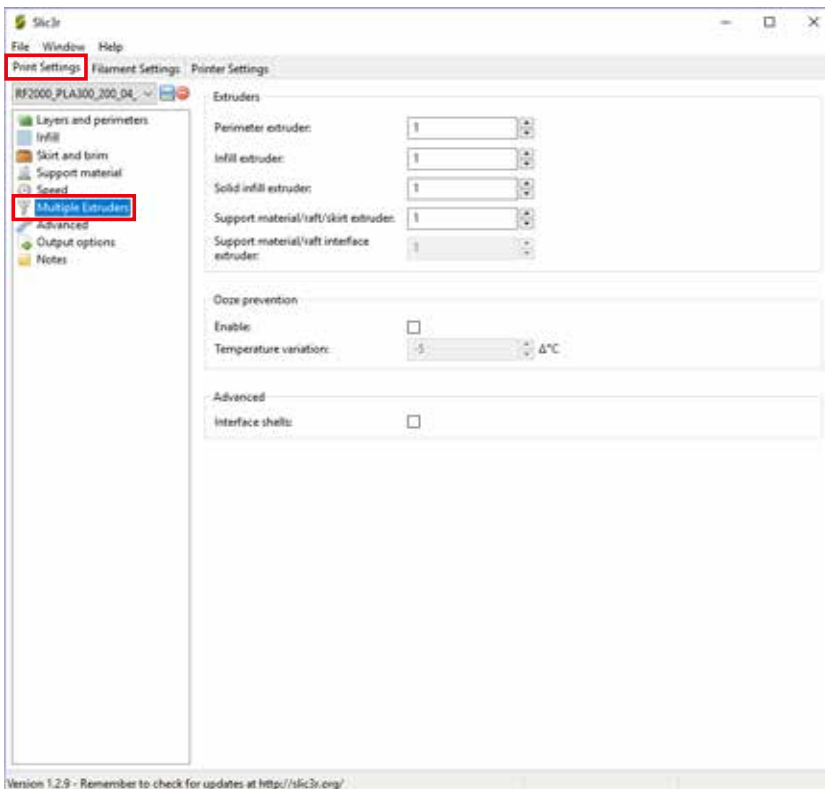 Slic3r
File Window Help
Print Settings Filament Settings Printer Settings
RF2000_PLA300_200_04_
Layers and perimeters
Infill
Skirt and brim
Support material
Speed
Multiple Extruders
Advanced
Output options
Notes
Extruders
Perimeter extruder: 1
Infill extruder: 1
Solid infill extruder: 1
Support material/raft/skirt extruder: 1
Support material/raft interface
extruder: 1
Ooze prevention
Enable:
Temperature variation: -5 Δ°C
Advanced
Interface shells:
Version 1.2.9 - Remember to check for updates at http://slic3r.org/